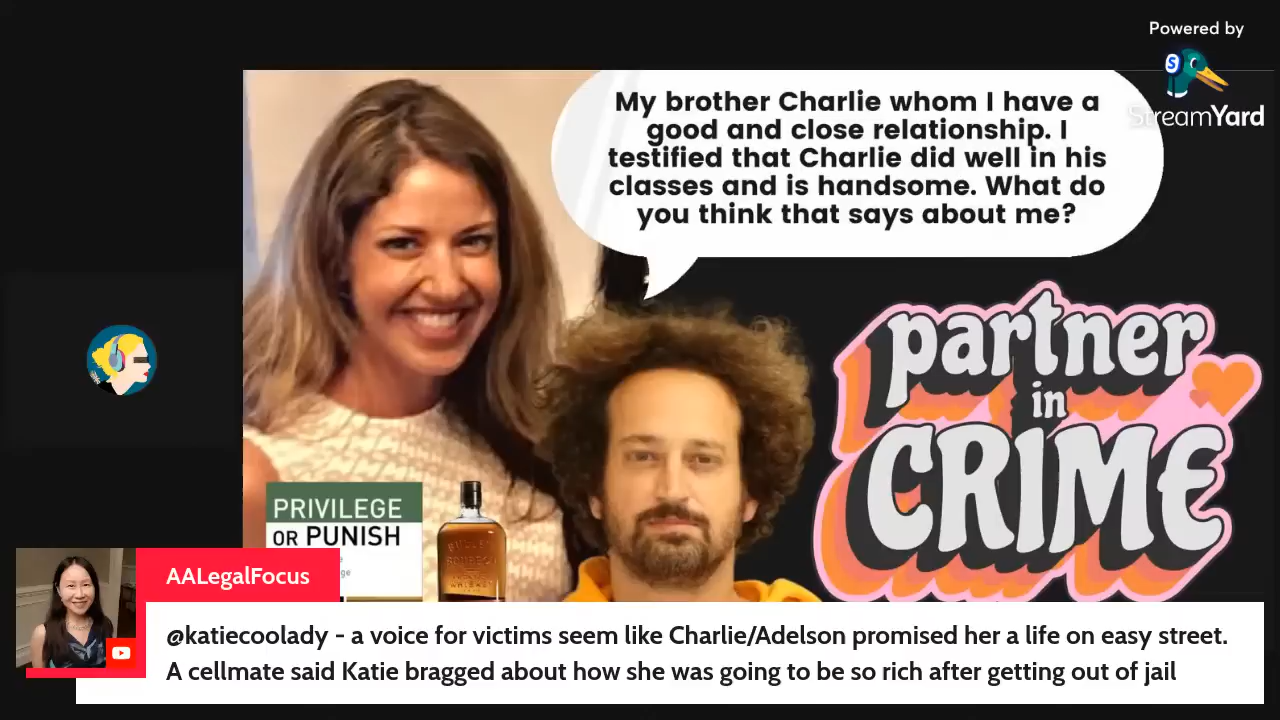 Powered by
StreamYard
My brother Charlie whom I have a
good and close relationship. I
testified that Charlie did well in his
classes and is handsome. What do
you think that says about me?
partner
in
CRIME
PRIVILEGE
OR PUNISH
BULLEIT
BOURBON
WHISKEY
AALegalFocus
@katiecoolady - a voice for victims seem like Charlie/Adelson promised her a life on easy street.
A cellmate said Katie bragged about how she was going to be so rich after getting out of jail